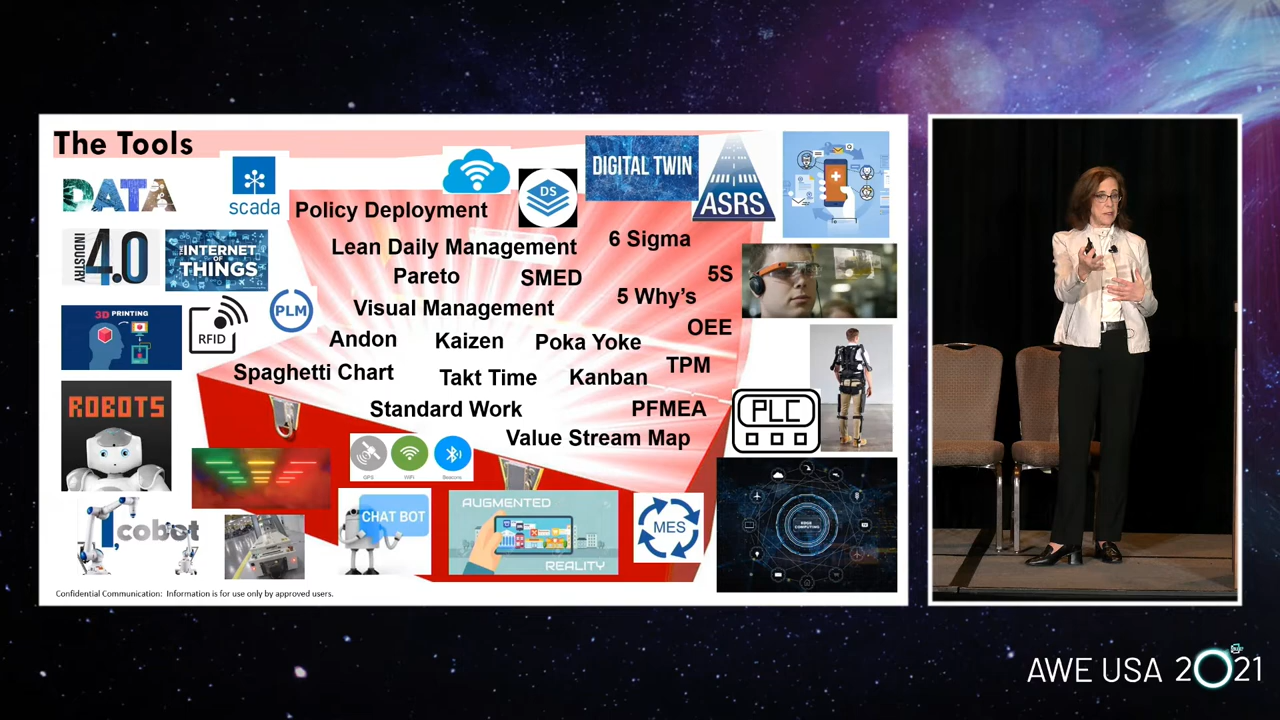 The Tools
DATA
scada
DS
DIGITAL TWIN
ASRS
Policy Deployment
INDUSTRY 4.0
INTERNET OF THINGS
Lean Daily Management
6 Sigma
Pareto
SMED
5S
Visual Management
5 Why's
3D PRINTING
RFID
PLM
Andon
Kaizen
Poka Yoke
OEE
Spaghetti Chart
Takt Time
Kanban
TPM
ROBOTS
Standard Work
PFMEA
PLC
Value Stream Map
GPS
WiFi
Beacons
cobot
CHAT BOT
AUGMENTED
REALITY
MES
EDGE COMPUTING
Confidential Communication: Information is for use only by approved users.
AWE USA 2021